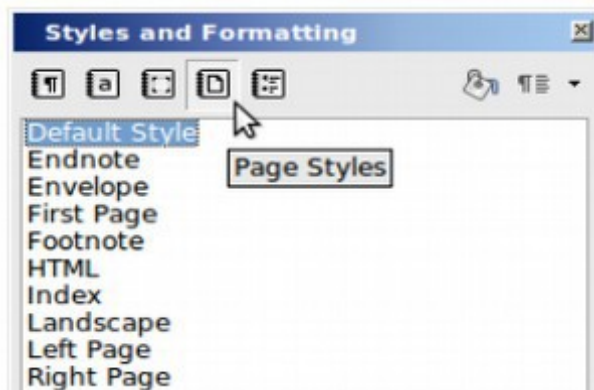 Styles and Formatting
Default Style
Page Styles
Endnote
Envelope
First Page
Footnote
HTML
Index
Landscape
Left Page
Right Page